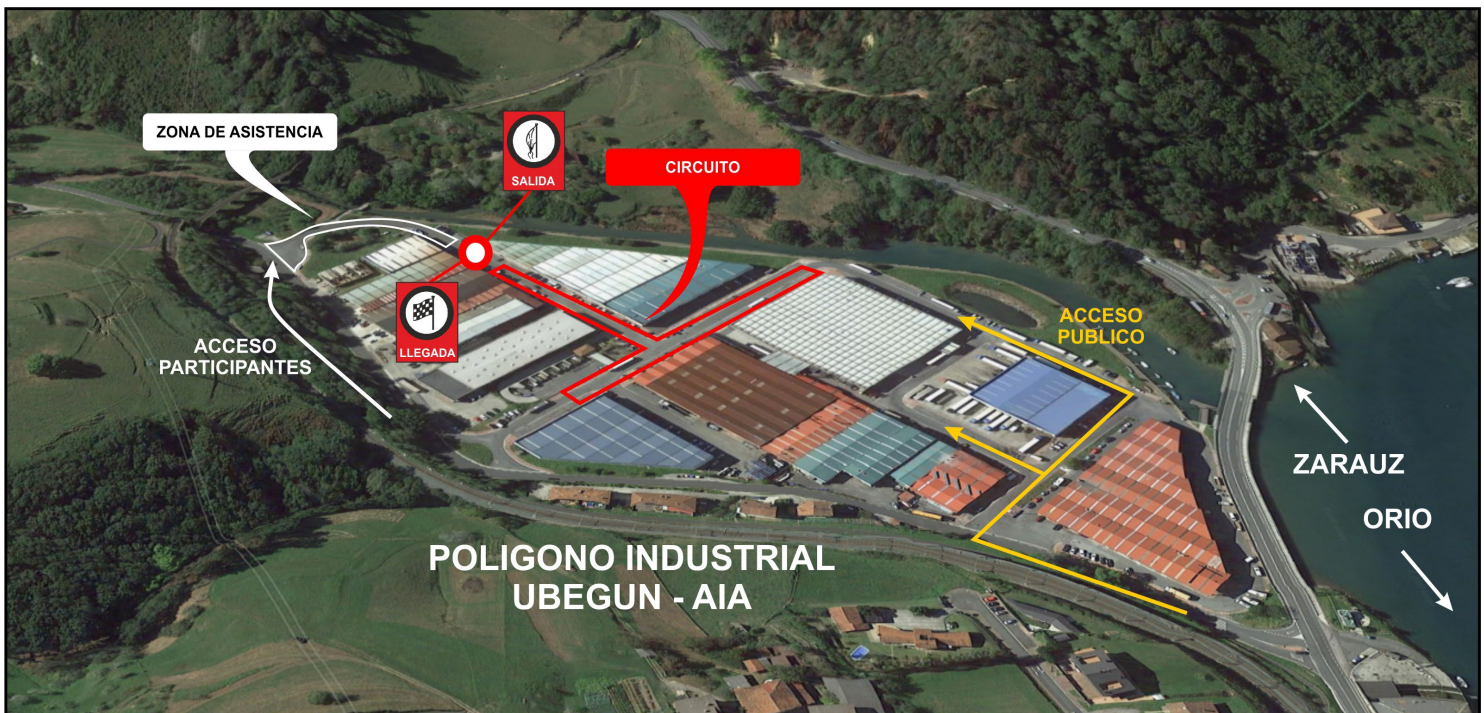 ZONA DE ASISTENCIA
SALIDA
CIRCUITO
LLEGADA
ACCESO
PARTICIPANTES
ACCESO
PUBLICO
ZARAUZ
ORIO
POLIGONO INDUSTRIAL
UBEGUN - AIA